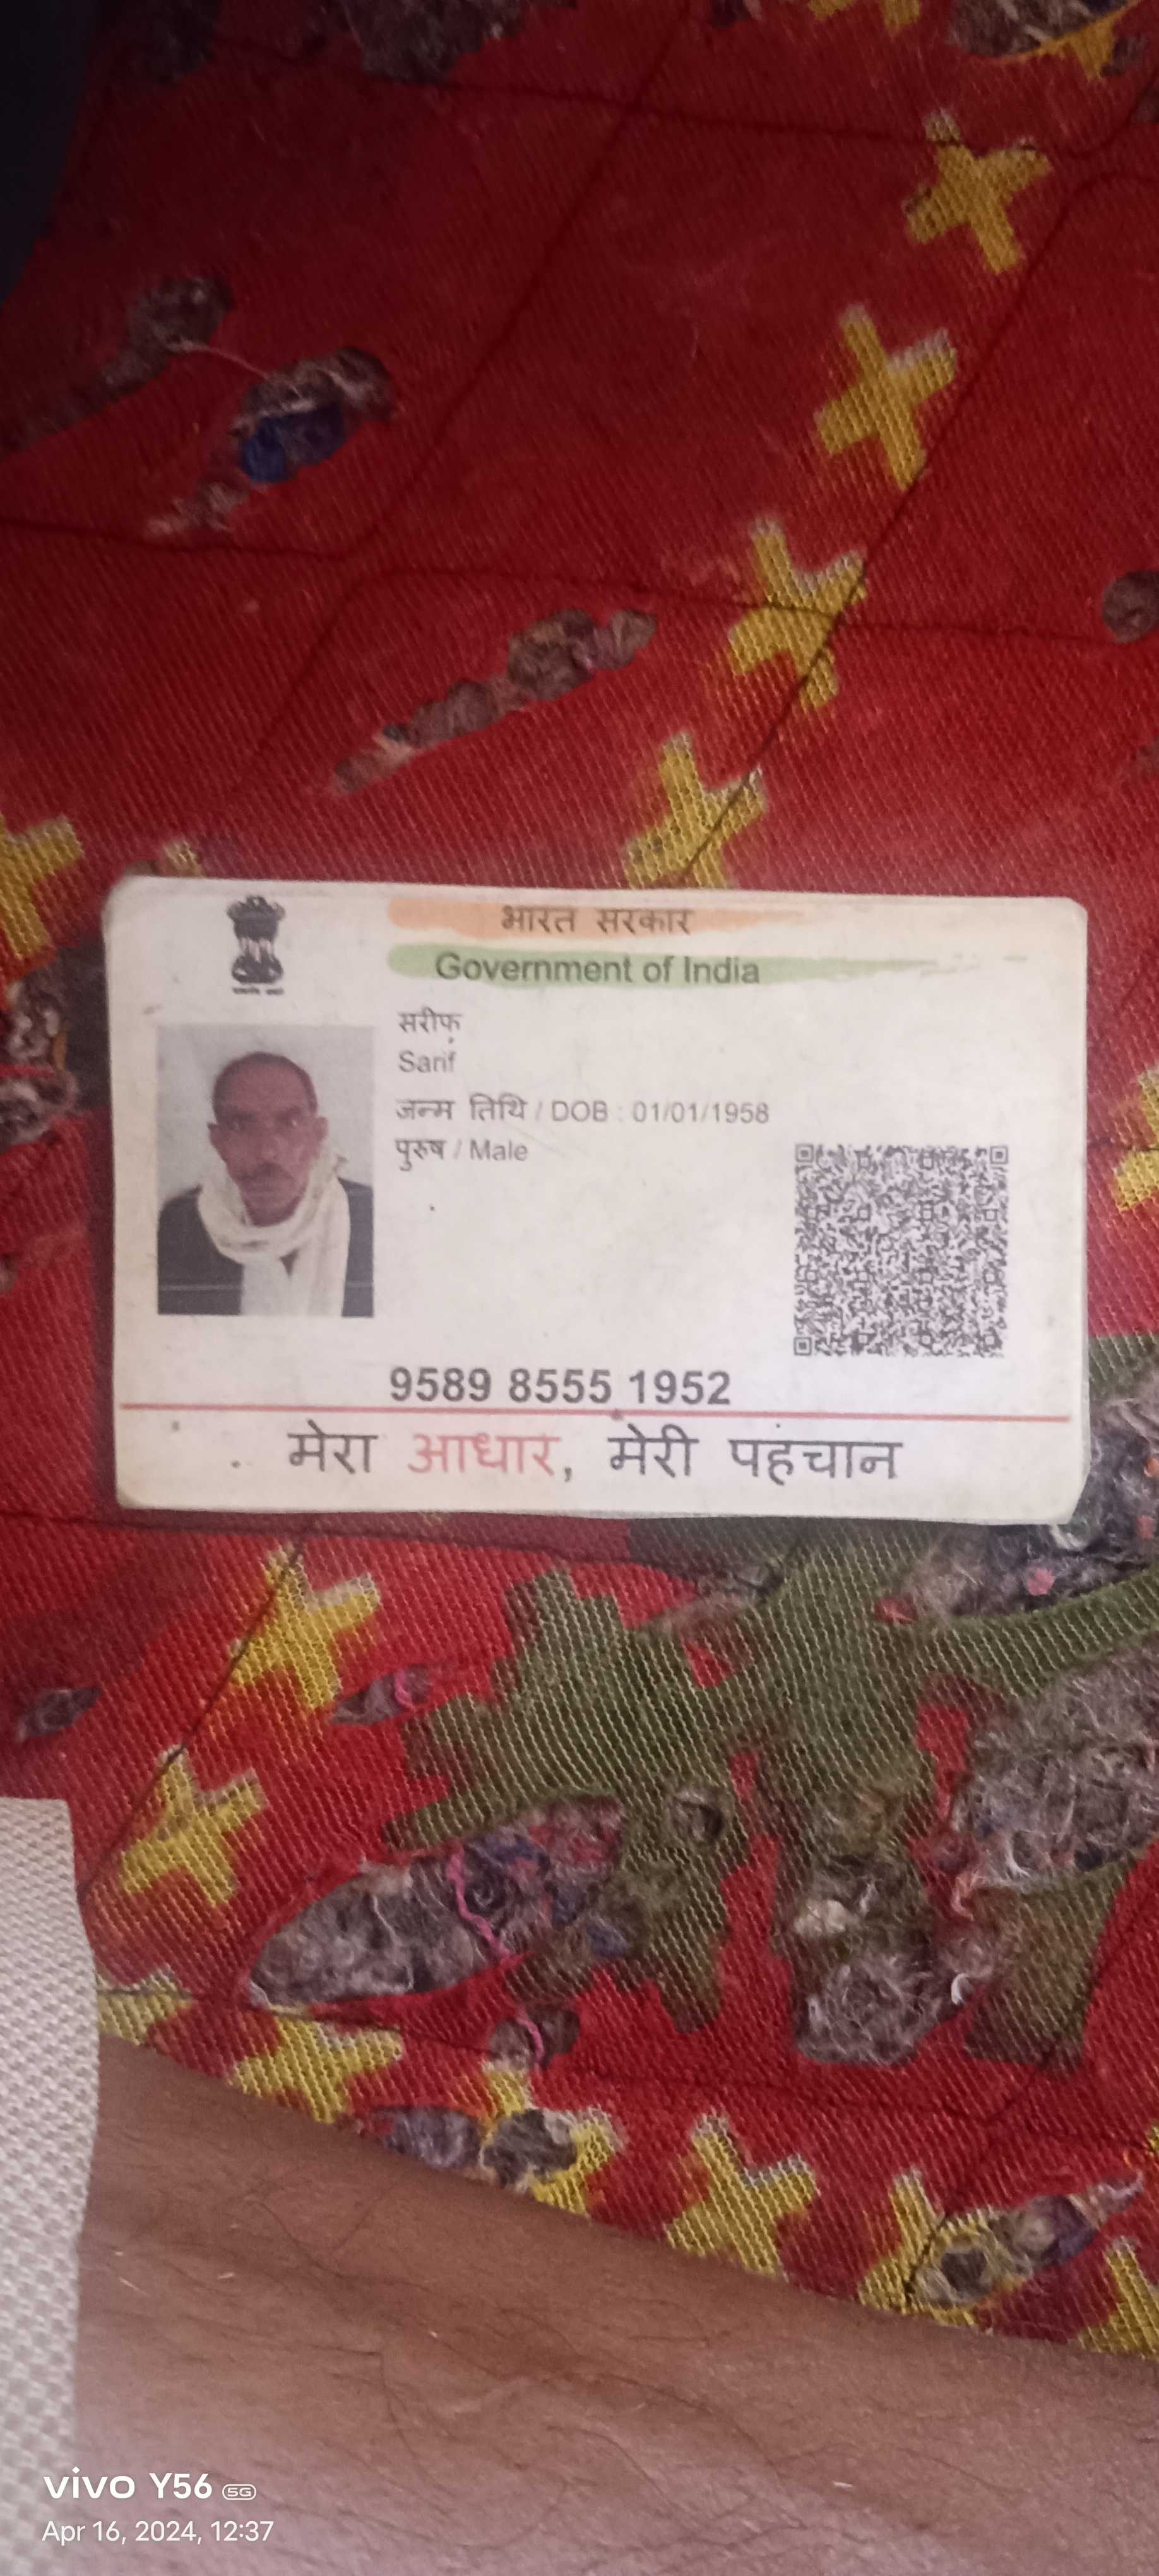 भारत सरकार
Government of India
सरीफ़
Sarif
जन्म तिथि / DOB : 01/01/1958
पुरुष / Male
9589 8555 1952
मेरा आधार, मेरी पहचान
vivo Y56 5G
Apr 16, 2024, 12:37